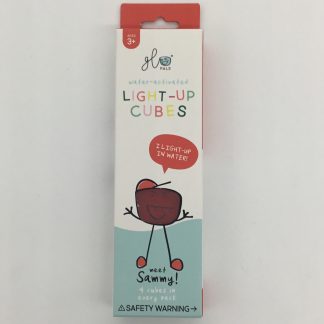 AGES
3+
glo
PALS
water-activated
LIGHT-UP
CUBES
I LIGHT-UP
IN WATER!
meet
Sammy!
4 cubes in
every pack
⚠SAFETY WARNING→